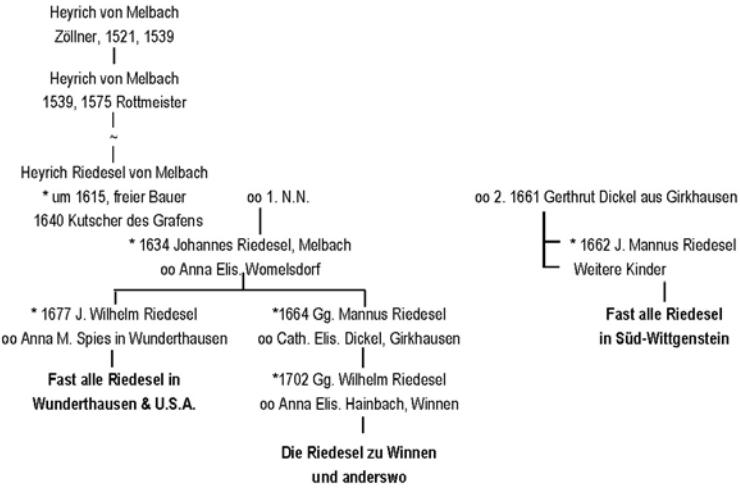 Heyrich von Melbach
Zöllner, 1521, 1539
Heyrich von Melbach
1539, 1575 Rottmeister
~
Heyrich Riedesel von Melbach
* um 1615, freier Bauer
oo 1. N.N.
oo 2. 1661 Gerthrut Dickel aus Girkhausen
1640 Kutscher des Grafens
* 1634 Johannes Riedesel, Melbach
oo Anna Elis. Womelsdorf
* 1662 J. Mannus Riedesel
Weitere Kinder
* 1677 J. Wilhelm Riedesel
oo Anna M. Spies in Wunderthausen
*1664 Gg. Mannus Riedesel
oo Cath. Elis. Dickel, Girkhausen
Fast alle Riedesel
in Süd-Wittgenstein
Fast alle Riedesel in
Wunderthausen & U.S.A.
*1702 Gg. Wilhelm Riedesel
oo Anna Elis. Hainbach, Winnen
Die Riedesel zu Winnen
und anderswo